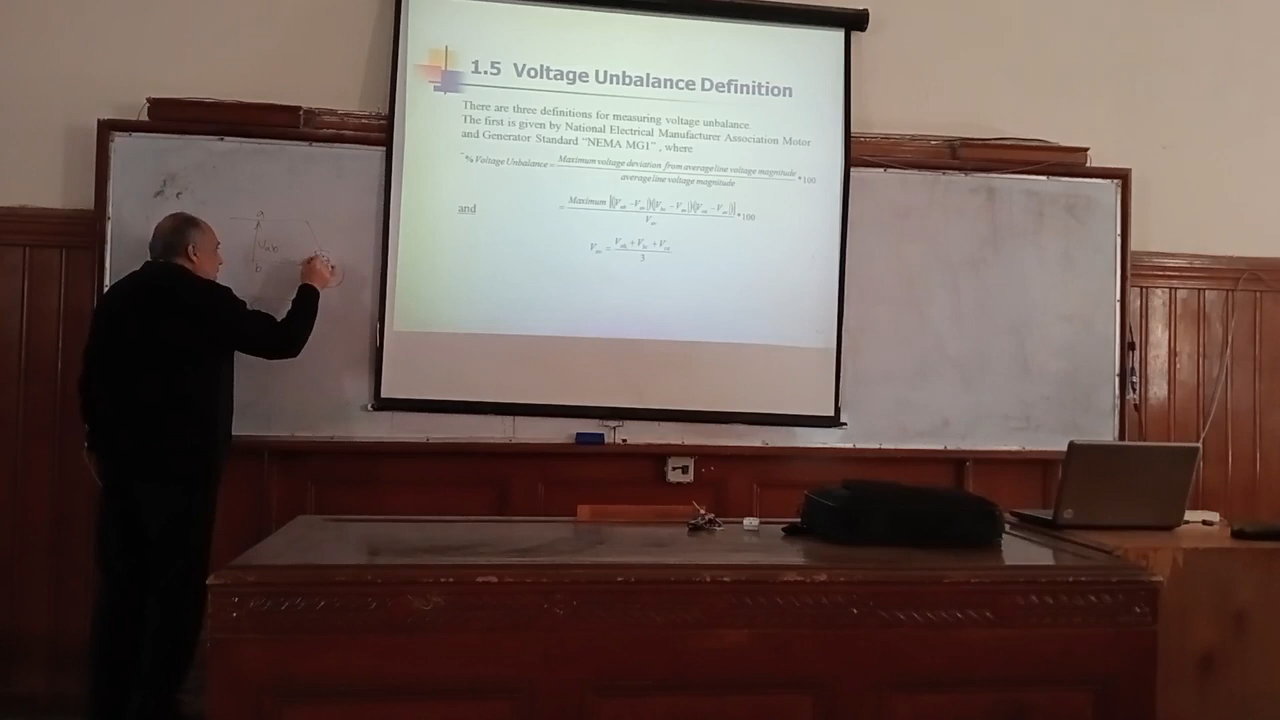 1.5 Voltage Unbalance Definition
There are three definitions for measuring voltage unbalance.
The first is given by National Electrical Manufacturer Association Motor
and Generator Standard "NEMA MG1" , where
% Voltage Unbalance = Maximum voltage deviation from average line voltage magnitude / average line voltage magnitude * 100
and
= Maximum [(|V_ab - V_av|)(|V_bc - V_av|)(|V_ca - V_av|)] / V_av * 100
V_av = V_ab + V_bc + V_ca / 3
a
Vab
b
hp